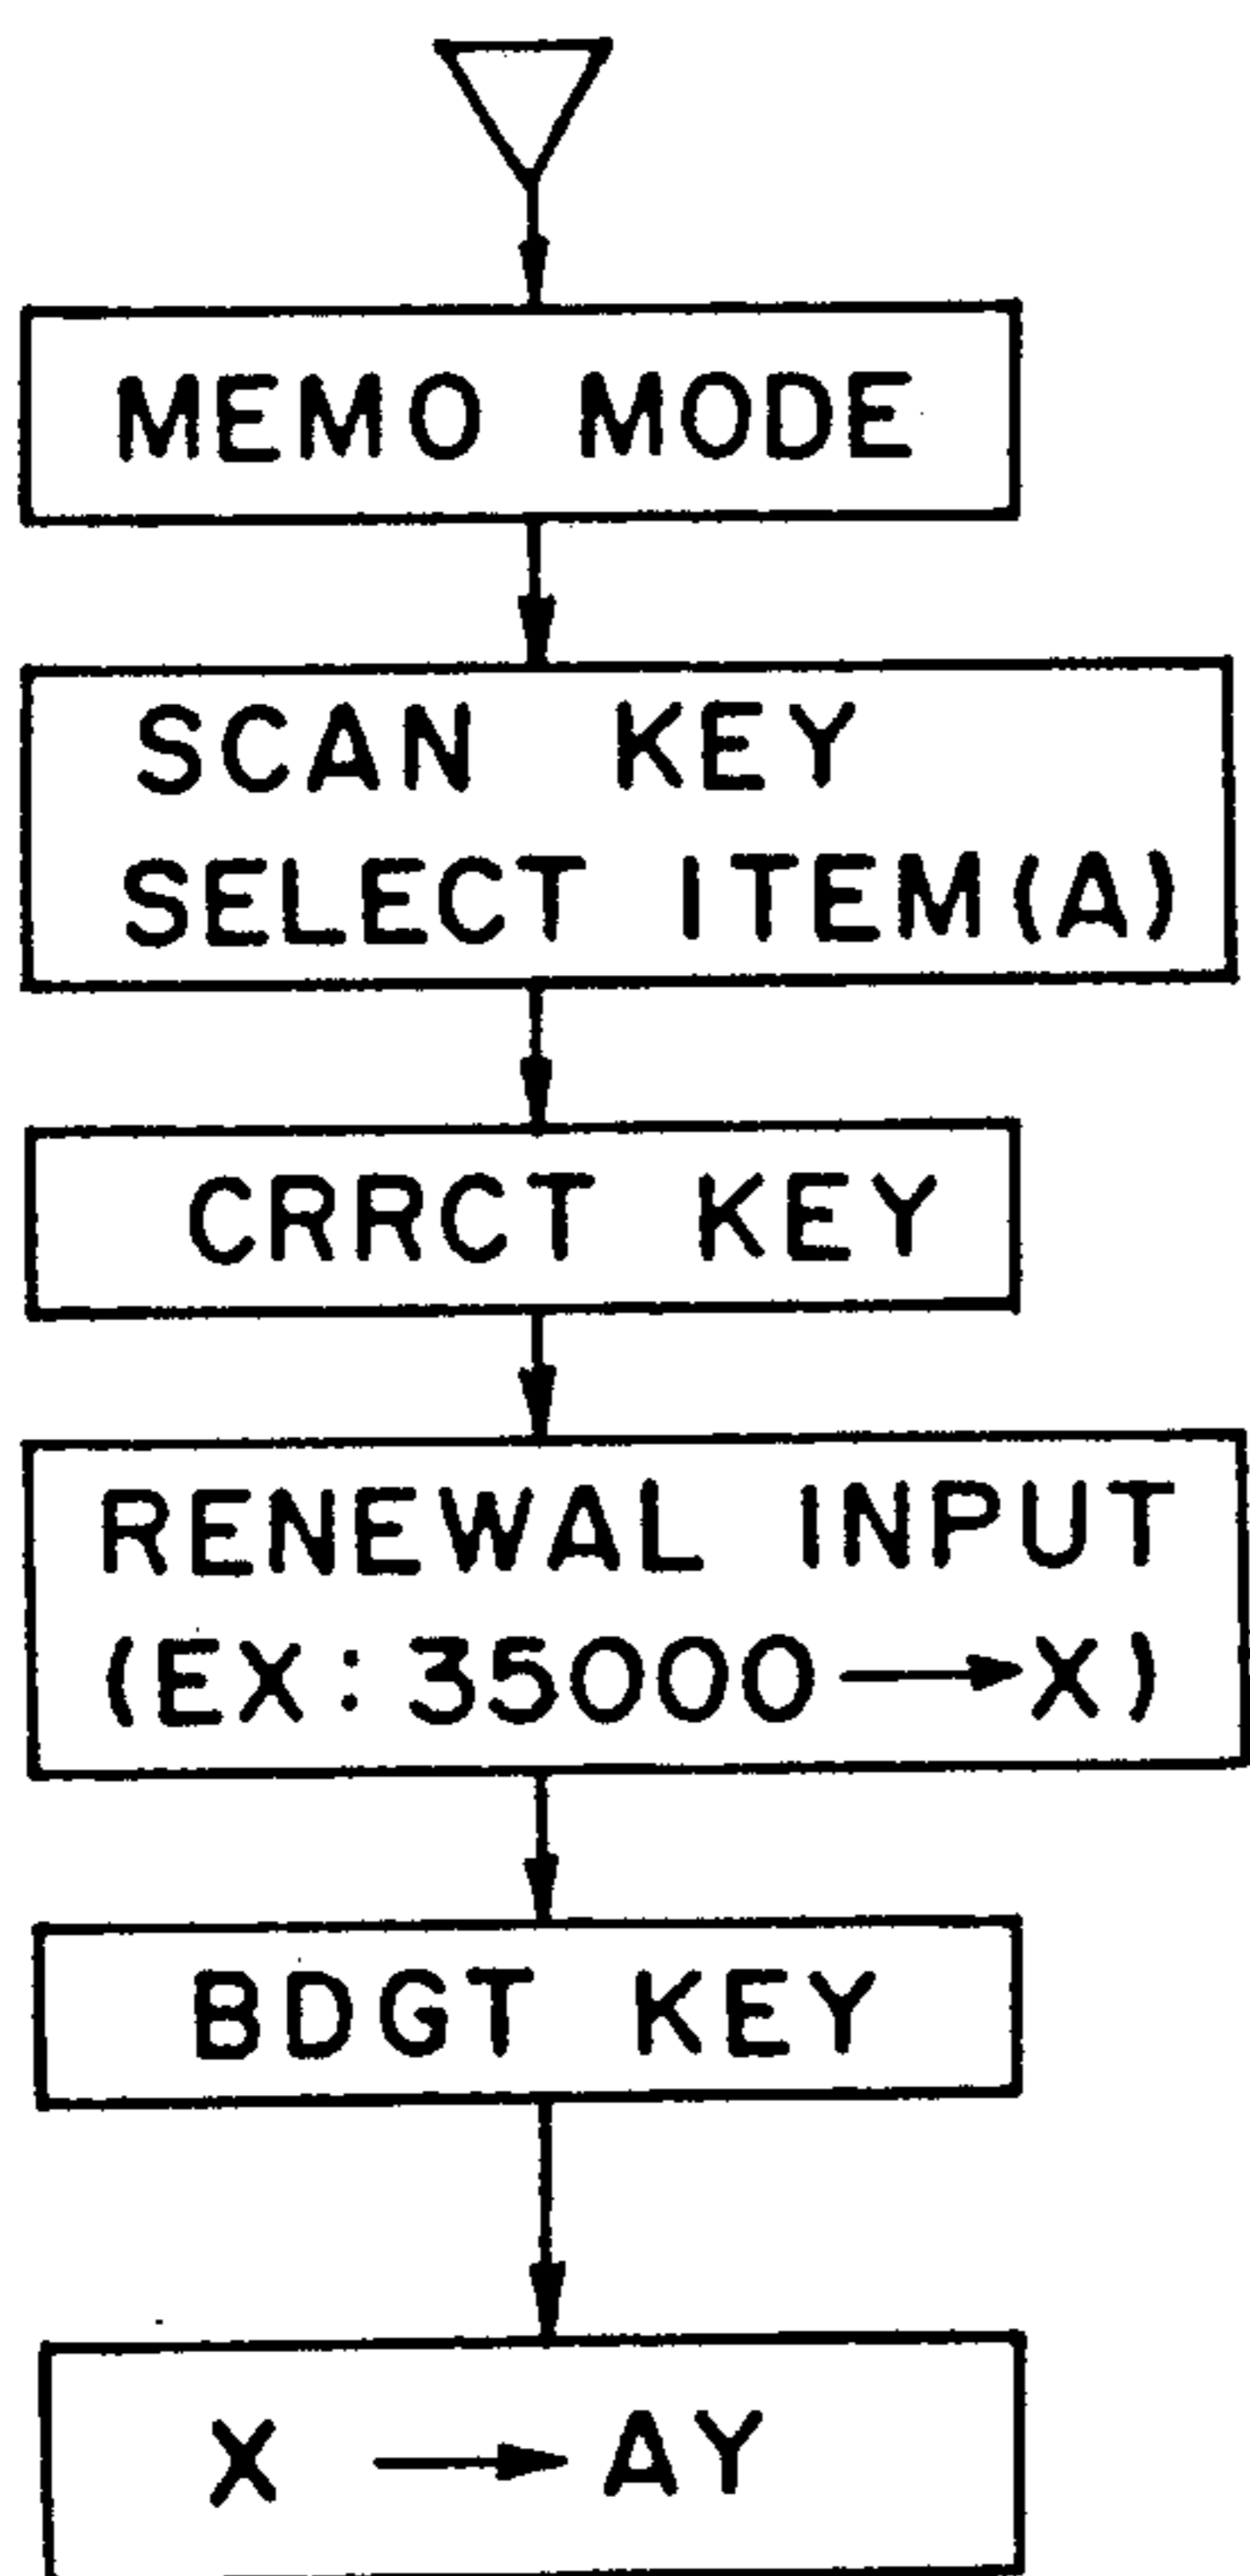 MEMO MODE
SCAN KEY
SELECT ITEM(A)
CRRCT KEY
RENEWAL INPUT
(EX: 35000→X)
BDGT KEY
X → AY